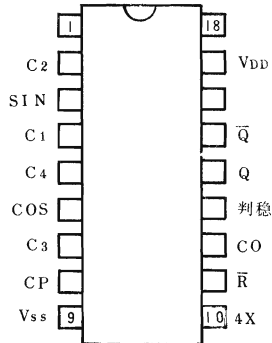 1 18
C2 VDD
SIN
C1 Q̅
C4 Q
COS 判稳
C3 CO
CP R̅
Vss 9 10 4X